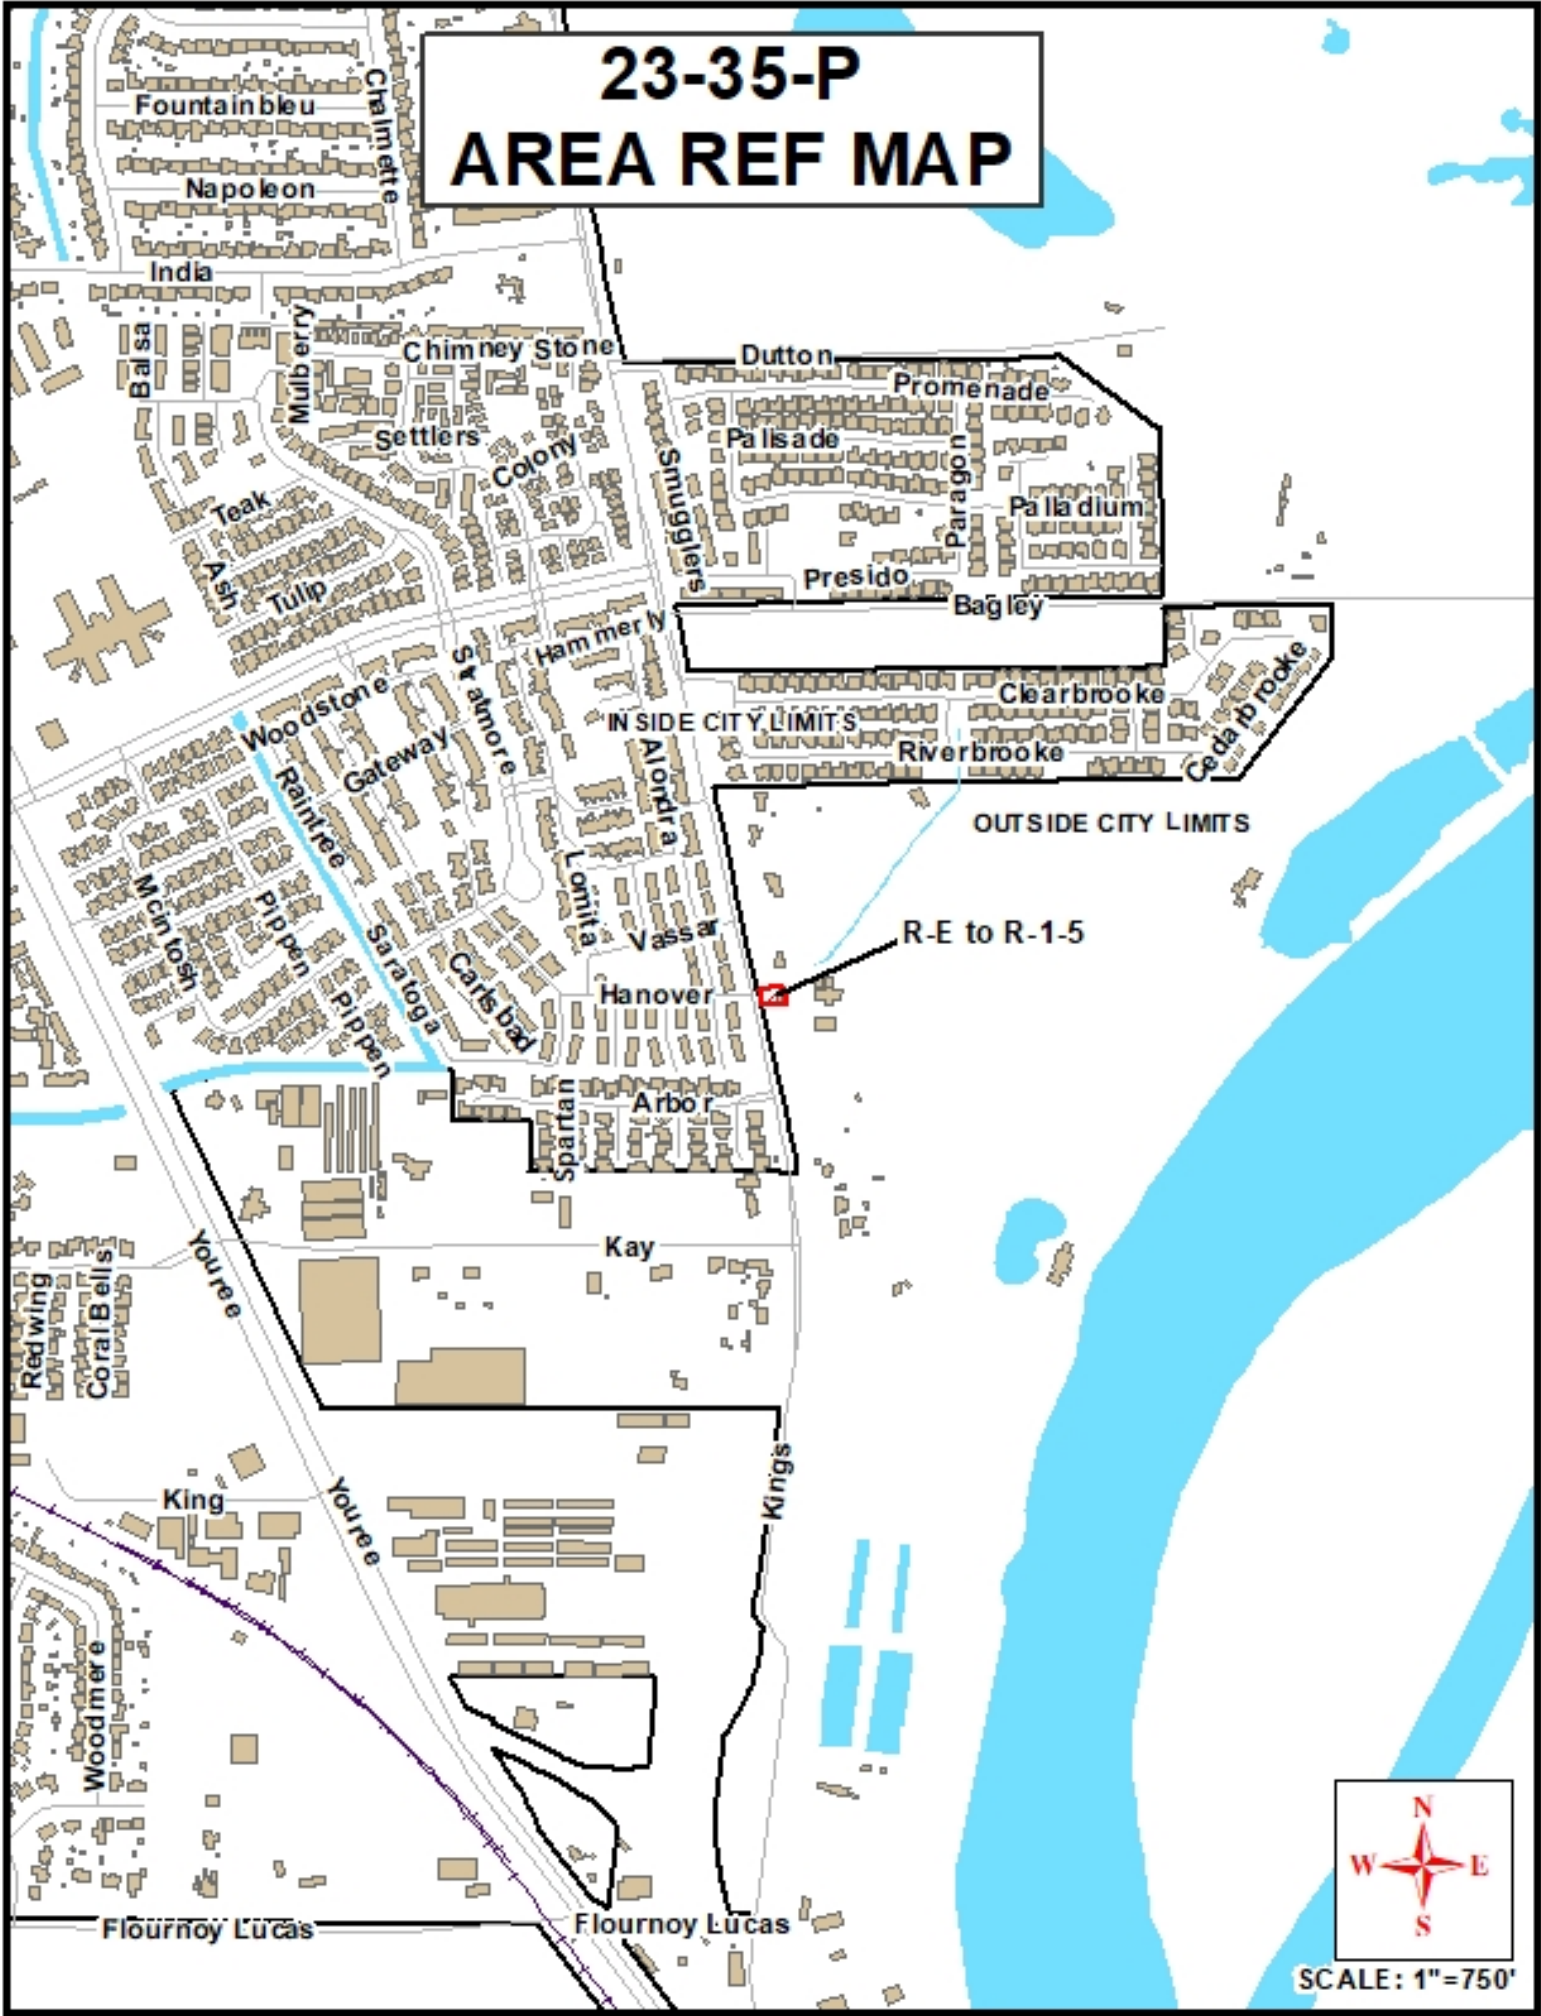 23-35-P
AREA REF MAP
Chalmette
Fountainbleu
Napoleon
India
Balsa
Mulberry
Chimney Stone
Dutton
Promenade
Settlers
Colony
Palisade
Smugglers
Paragon
Palladium
Teak
Ash
Tulip
Presido
Bagley
Hammerly
Stratmore
Woodstone
Gateway
Clearbrooke
Cedarbrooke
INSIDE CITY LIMITS
Riverbrooke
Alondra
Raintree
OUTSIDE CITY LIMITS
Lomita
Mcintosh
Pippen
Saratoga
Vassar
R-E to R-1-5
Carlsbad
Hanover
Pippen
Spartan
Arbor
Youree
Kay
Redwing
Coral Bells
Kings
King
Youree
Woodmere
N
W E
S
Flournoy Lucas
Flournoy Lucas
SCALE: 1"=750'